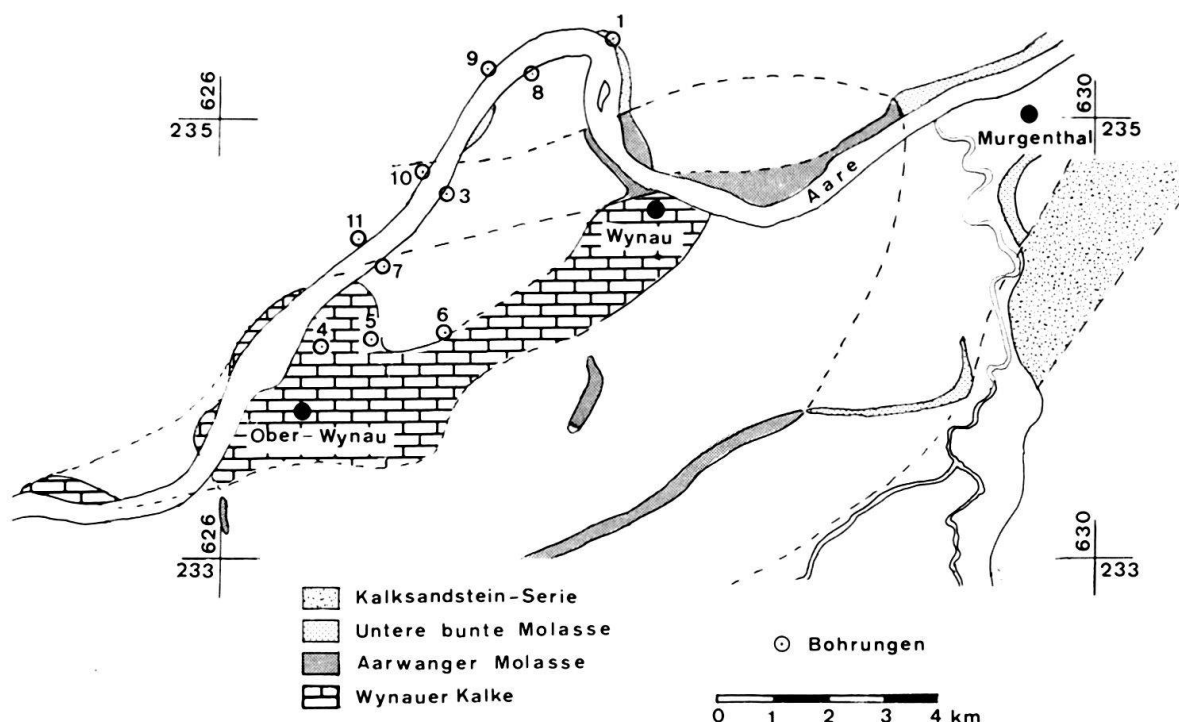 1
9
8
626
235
630
235
Murgenthal
Aare
10
3
Wynau
11
7
6
5
4
Ober-Wynau
626
233
630
233
Kalksandstein-Serie
Untere bunte Molasse
Aarwanger Molasse
Wynauer Kalke
Bohrungen
0 1 2 3 4 km